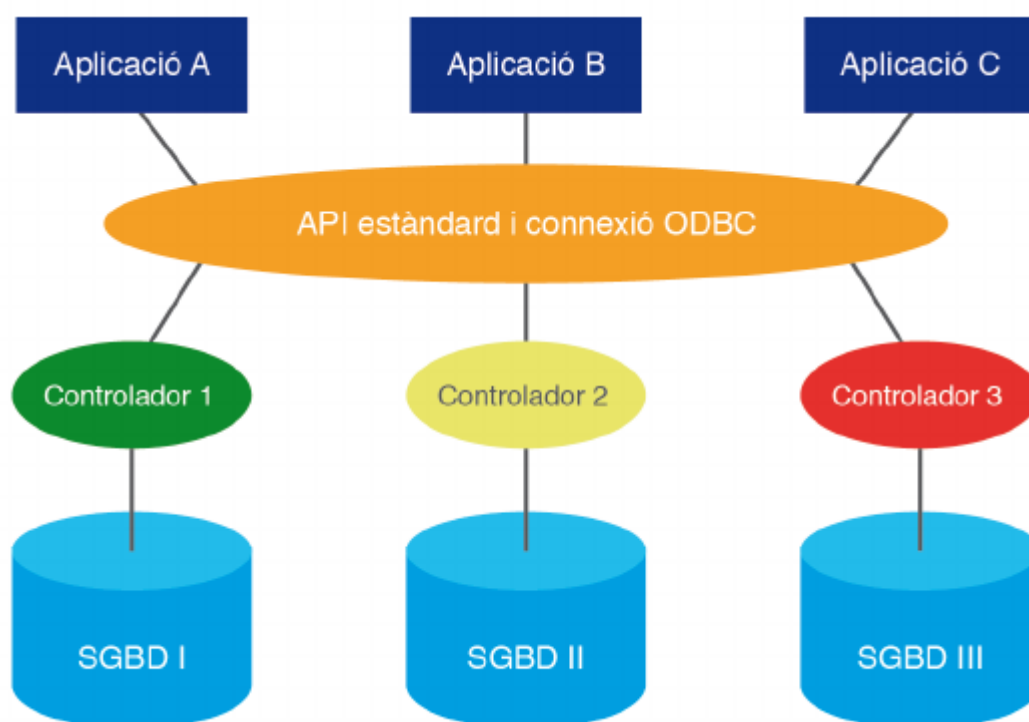 Aplicació A
Aplicació B
Aplicació C
API estàndard i connexió ODBC
Controlador 1
Controlador 2
Controlador 3
SGBD I
SGBD II
SGBD III